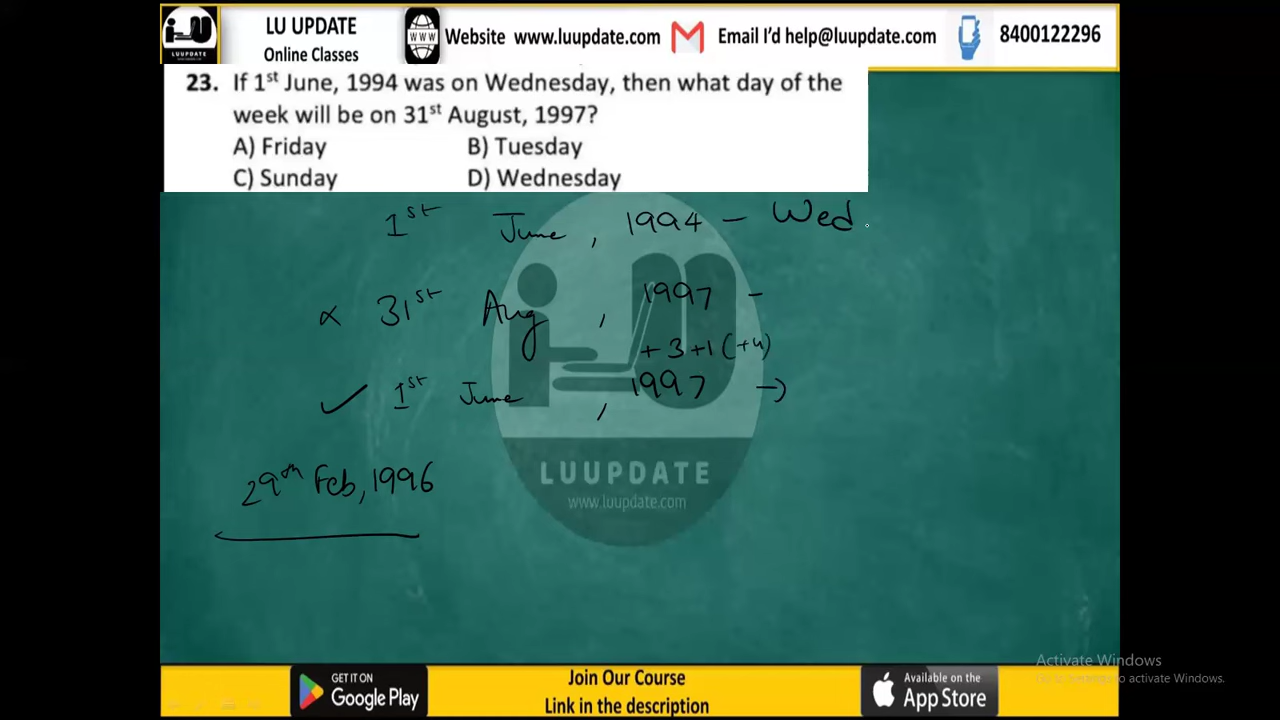 LU UPDATE
Online Classes
LUUPDATE
WWW
Website www.luupdate.com
Email I'd help@luupdate.com
8400122296
23. If 1st June, 1994 was on Wednesday, then what day of the
week will be on 31st August, 1997?
A) Friday B) Tuesday
C) Sunday D) Wednesday
1st June, 1994 - Wed.
∝ 31st Aug, 1997 -
+3+1(+4)
✓ 1st June, 1997 →
29th Feb, 1996
LUUPDATE
www.luupdate.com
Activate Windows
GET IT ON
Google Play
Join Our Course
Link in the description
Available on the
App Store